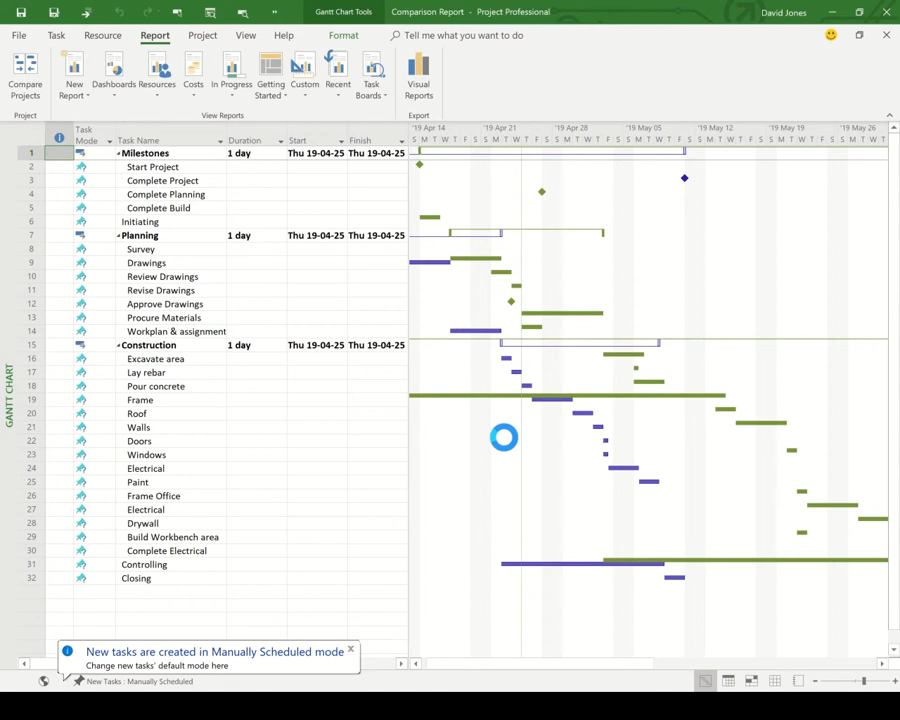 Gantt Chart Tools
Comparison Report - Project Professional
David Jones
File Task Resource Report Project View Help Format Tell me what you want to do
Compare Projects
New Report
Dashboards
Resources
Costs
In Progress
Getting Started
Custom
Recent
Task Boards
Visual Reports
Project View Reports Export
Task Mode Task Name Duration Start Finish
'19 Apr 14 '19 Apr 21 '19 Apr 28 '19 May 05 '19 May 12 '19 May 19 '19 May 26
S M T W T F S S M T W T F S S M T W T F S S M T W T F S S M T W T F S S M T W T F S S M T W T
1 Milestones 1 day Thu 19-04-25 Thu 19-04-25
2 Start Project
3 Complete Project
4 Complete Planning
5 Complete Build
6 Initiating
7 Planning 1 day Thu 19-04-25 Thu 19-04-25
8 Survey
9 Drawings
10 Review Drawings
11 Revise Drawings
12 Approve Drawings
13 Procure Materials
14 Workplan & assignment
15 Construction 1 day Thu 19-04-25 Thu 19-04-25
16 Excavate area
17 Lay rebar
18 Pour concrete
19 Frame
20 Roof
21 Walls
22 Doors
23 Windows
24 Electrical
25 Paint
26 Frame Office
27 Electrical
28 Drywall
29 Build Workbench area
30 Complete Electrical
31 Controlling
32 Closing
GANTT CHART
New tasks are created in Manually Scheduled mode
Change new tasks' default mode here
New Tasks : Manually Scheduled